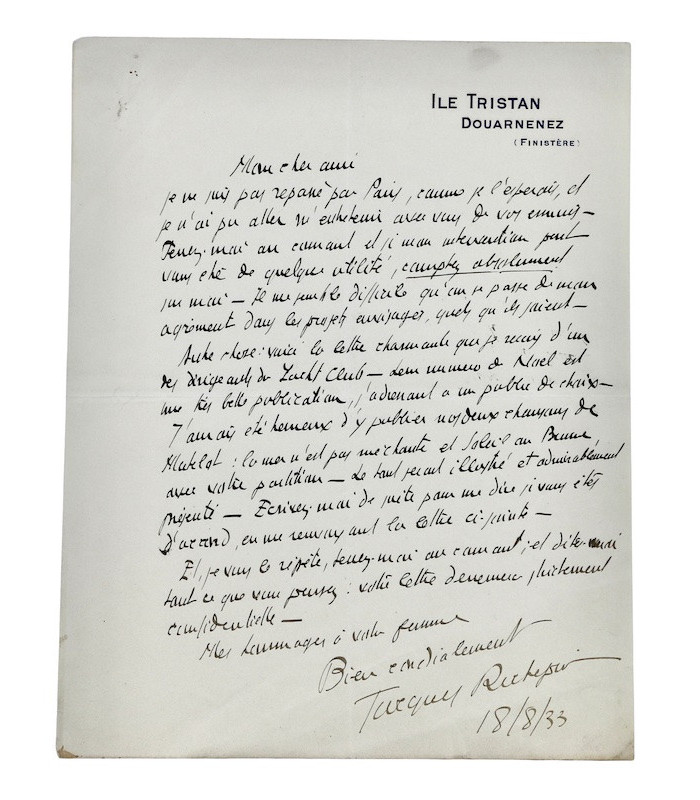 ILE TRISTAN
DOUARNENEZ
(FINISTÈRE)
Mon cher ami
je ne suis pas repassé par Paris, comme je l'espérais, et
je n'ai pu aller m'entretenir avec vous de vos ennuis –
Tenez-moi au courant et si mon intervention peut
vous être de quelque utilité, comptez absolument
sur moi – Il me semble difficile qu'on se passe de mon
agrément dans les projets envisagés, quels qu'ils soient –
Autre chose : voici la lettre charmante que je reçois d'un
des dirigeants du Yacht Club – Leur numéro de Noël est
une très belle publication, s'adressant à un public de choix –
J'aurais été heureux d'y publier nos deux chansons de
Matelot : la mer n'est pas méchante et Soleil au Brume,
avec votre partition – Le tout serait illustré et admirablement
présenté – Ecrivez-moi de suite pour me dire si vous êtes
d'accord, en me renvoyant la lettre ci-jointe –
Et, je vous le répète, tenez-moi au courant, et dites-moi
tout ce que vous pensez : votre lettre demeurera strictement
confidentielle –
Mes hommages à votre femme
Bien cordialement
Jacques Richepin
18/8/33